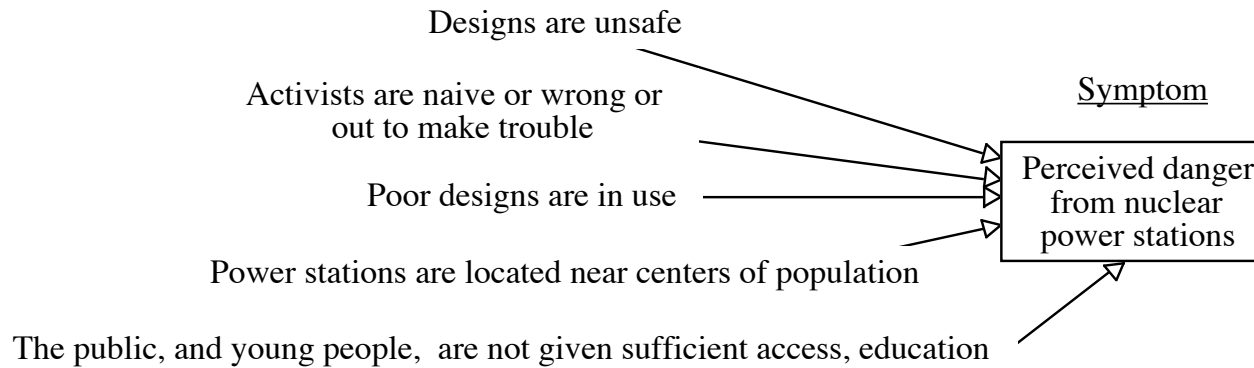 Designs are unsafe
Activists are naive or wrong or
out to make trouble
Symptom
Perceived danger
from nuclear
power stations
Poor designs are in use
Power stations are located near centers of population
The public, and young people,  are not given sufficient access, education